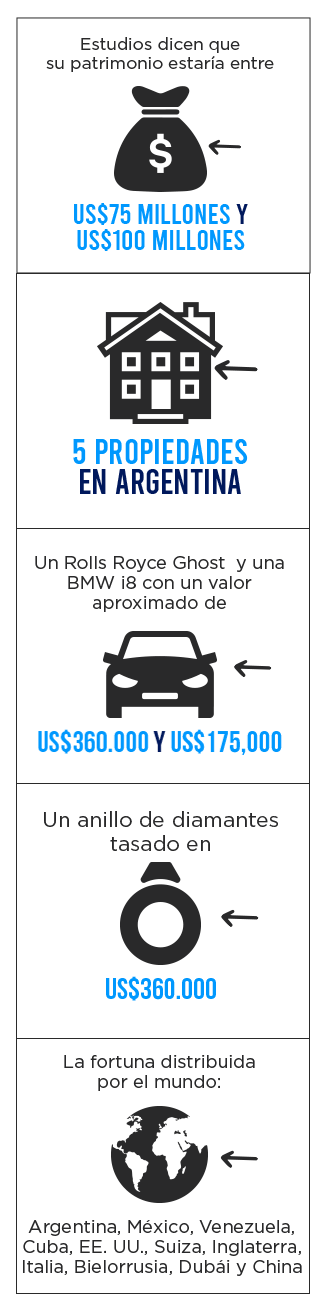 Estudios dicen que
su patrimonio estaría entre
$
US$75 MILLONES Y
US$100 MILLONES
5 PROPIEDADES
EN ARGENTINA
Un Rolls Royce Ghost y una
BMW i8 con un valor
aproximado de
US$360.000 Y US$175,000
Un anillo de diamantes
tasado en
US$360.000
La fortuna distribuida
por el mundo:
Argentina, México, Venezuela,
Cuba, EE. UU., Suiza, Inglaterra,
Italia, Bielorrusia, Dubái y China